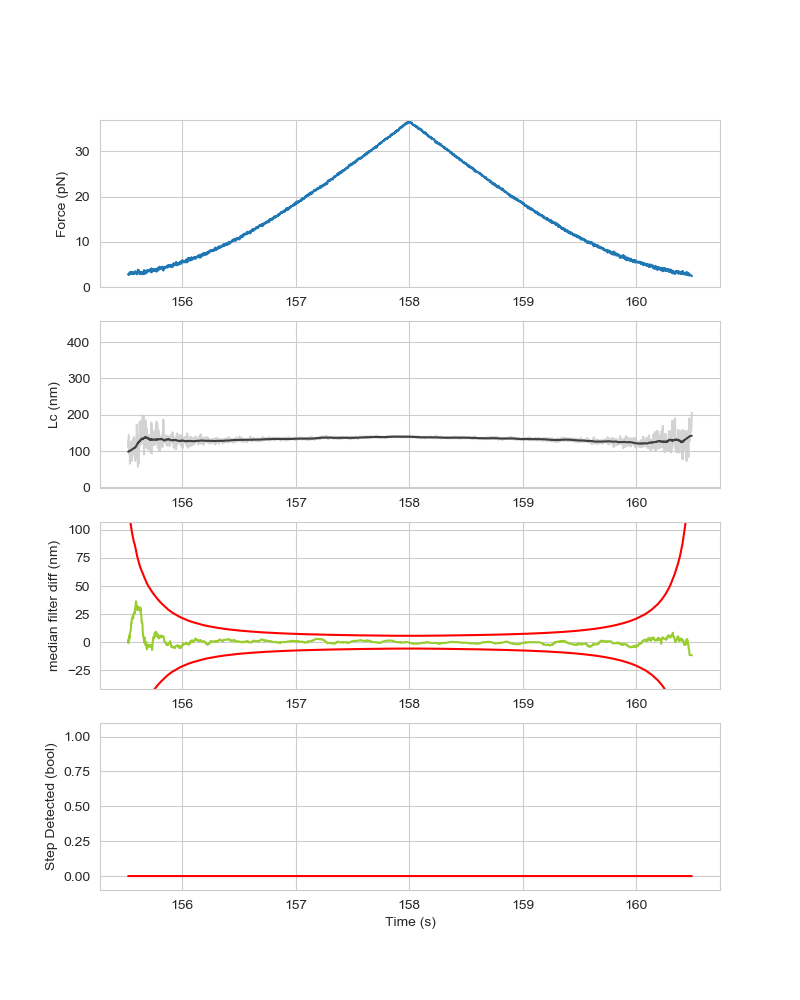 Force (pN)
30
20
10
0
156 157 158 159 160
Lc (nm)
400
300
200
100
0
156 157 158 159 160
median filter diff (nm)
100
75
50
25
0
−25
156 157 158 159 160
Step Detected (bool)
1.00
0.75
0.50
0.25
0.00
156 157 158 159 160
Time (s)